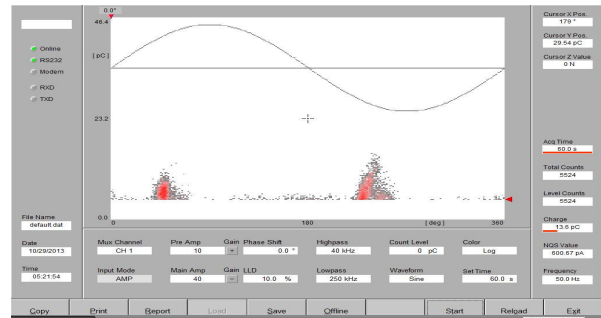 0.0°
46.4
[pC]
23.2
0.0
0
180
[deg]
360
Online
RS232
Modem
RXD
TXD
File Name
default.dat
Date
10/29/2013
Time
05:21:54
Cursor X Pos.
179 °
Cursor Y Pos.
29.54 pC
Cursor Z Value
0 N
Acq Time
60.0 s
Total Counts
5524
Level Counts
5524
Charge
13.6 pC
NQS Value
600.67 pA
Frequency
50.0 Hz
Mux Channel
CH 1
Pre Amp
10
Gain
Phase Shift
0.0 °
Highpass
40 kHz
Count Level
0 pC
Color
Log
Input Mode
AMP
Main Amp
40
Gain
LLD
10.0 %
Lowpass
250 kHz
Waveform
Sine
Set Time
60.0 s
Copy
Print
Report
Load
Save
Offline
Start
Reload
Exit